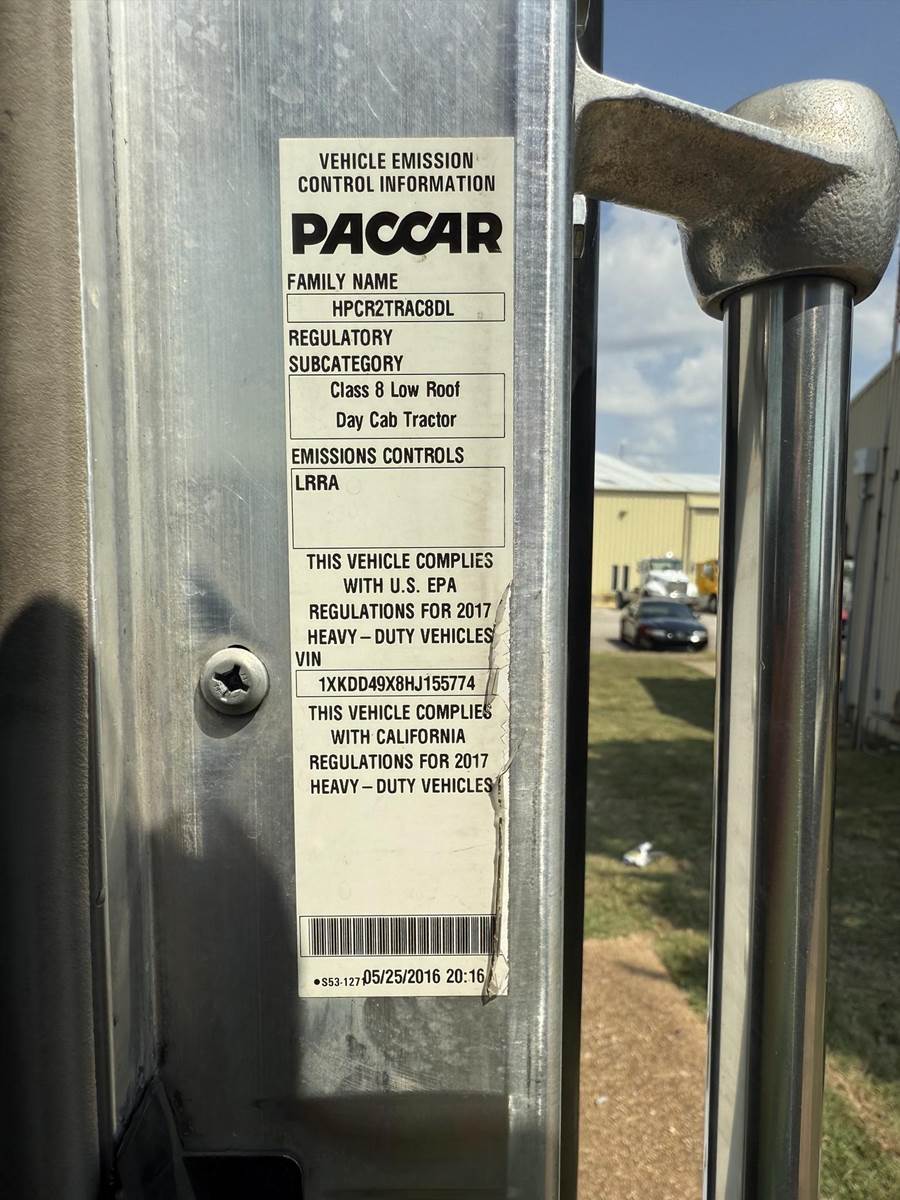 VEHICLE EMISSION
CONTROL INFORMATION
PACCAR
FAMILY NAME
HPCR2TRAC8DL
REGULATORY
SUBCATEGORY
Class 8 Low Roof
Day Cab Tractor
EMISSIONS CONTROLS
LRRA
THIS VEHICLE COMPLIES
WITH U.S. EPA
REGULATIONS FOR 2017
HEAVY – DUTY VEHICLES
VIN
1XKDD49X8HJ155774
THIS VEHICLE COMPLIES
WITH CALIFORNIA
REGULATIONS FOR 2017
HEAVY – DUTY VEHICLES
●S53-1271 05/25/2016 20:16